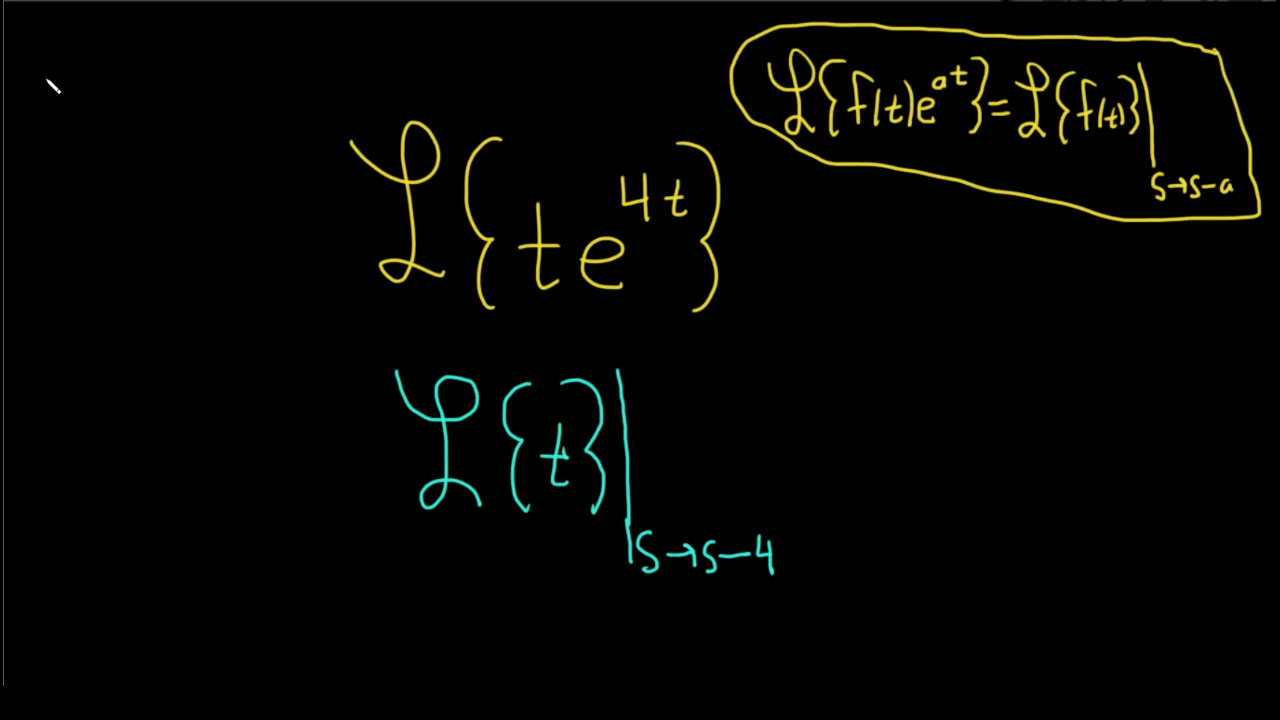 ℒ{f(t)e^{at}} = ℒ{f(t)}|_{s→s-a}
ℒ{te^{4t}}
ℒ{t}|_{s→s-4}